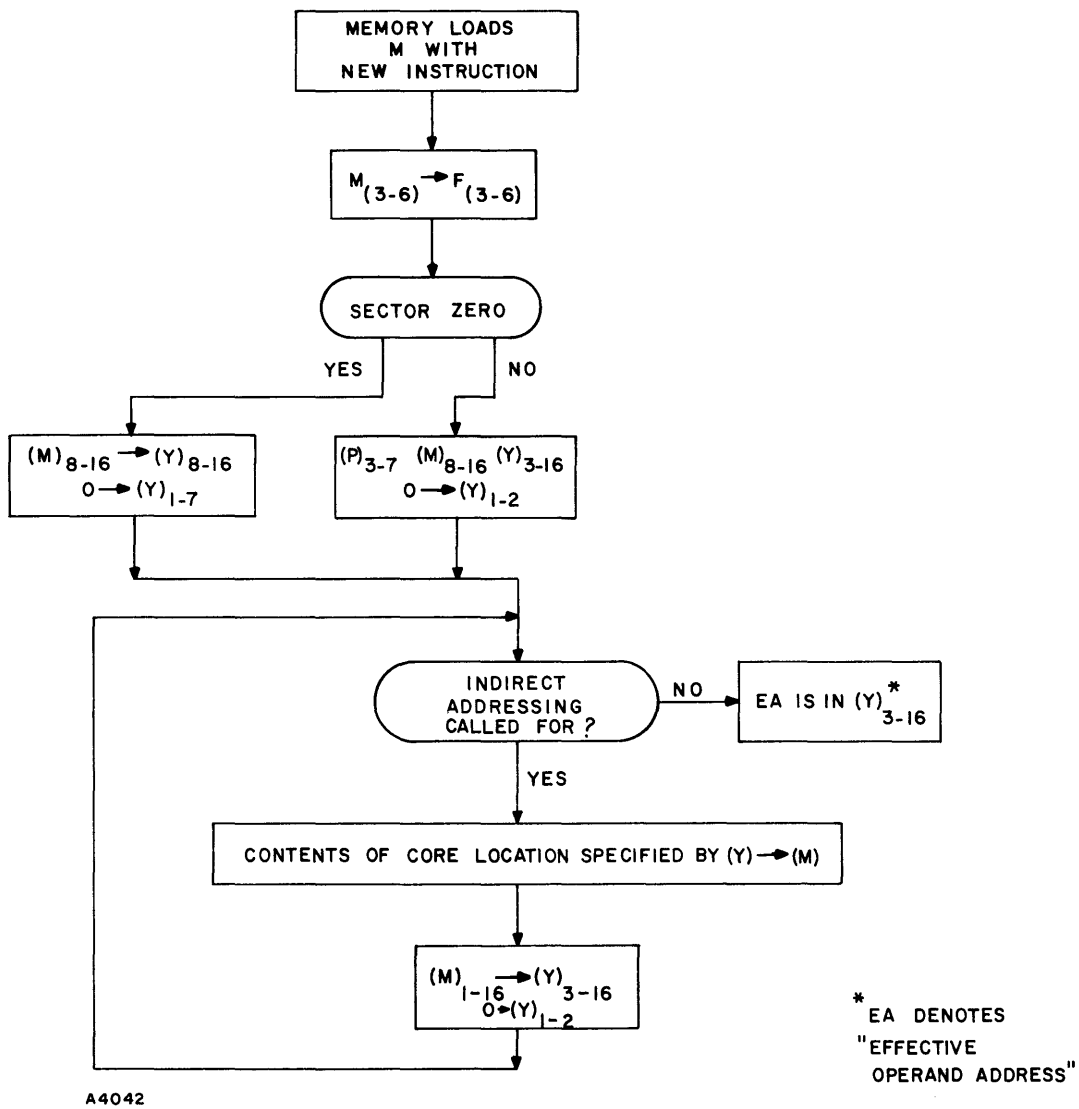 MEMORY LOADS
M WITH
NEW INSTRUCTION
M(3-6) → F(3-6)
SECTOR ZERO
YES
NO
(M)8-16 → (Y)8-16
0 → (Y)1-7
(P)3-7 (M)8-16 (Y)3-16
0 → (Y)1-2
INDIRECT
ADDRESSING
CALLED FOR?
NO
EA IS IN (Y)*3-16
YES
CONTENTS OF CORE LOCATION SPECIFIED BY (Y) → (M)
(M)1-16 → (Y)3-16
0 → (Y)1-2
*
EA DENOTES
"EFFECTIVE
OPERAND ADDRESS"
A4042